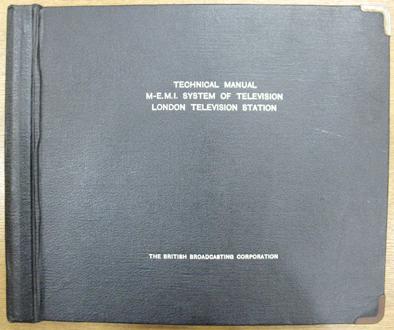 TECHNICAL MANUAL
M-E.M.I. SYSTEM OF TELEVISION
LONDON TELEVISION STATION
THE BRITISH BROADCASTING CORPORATION